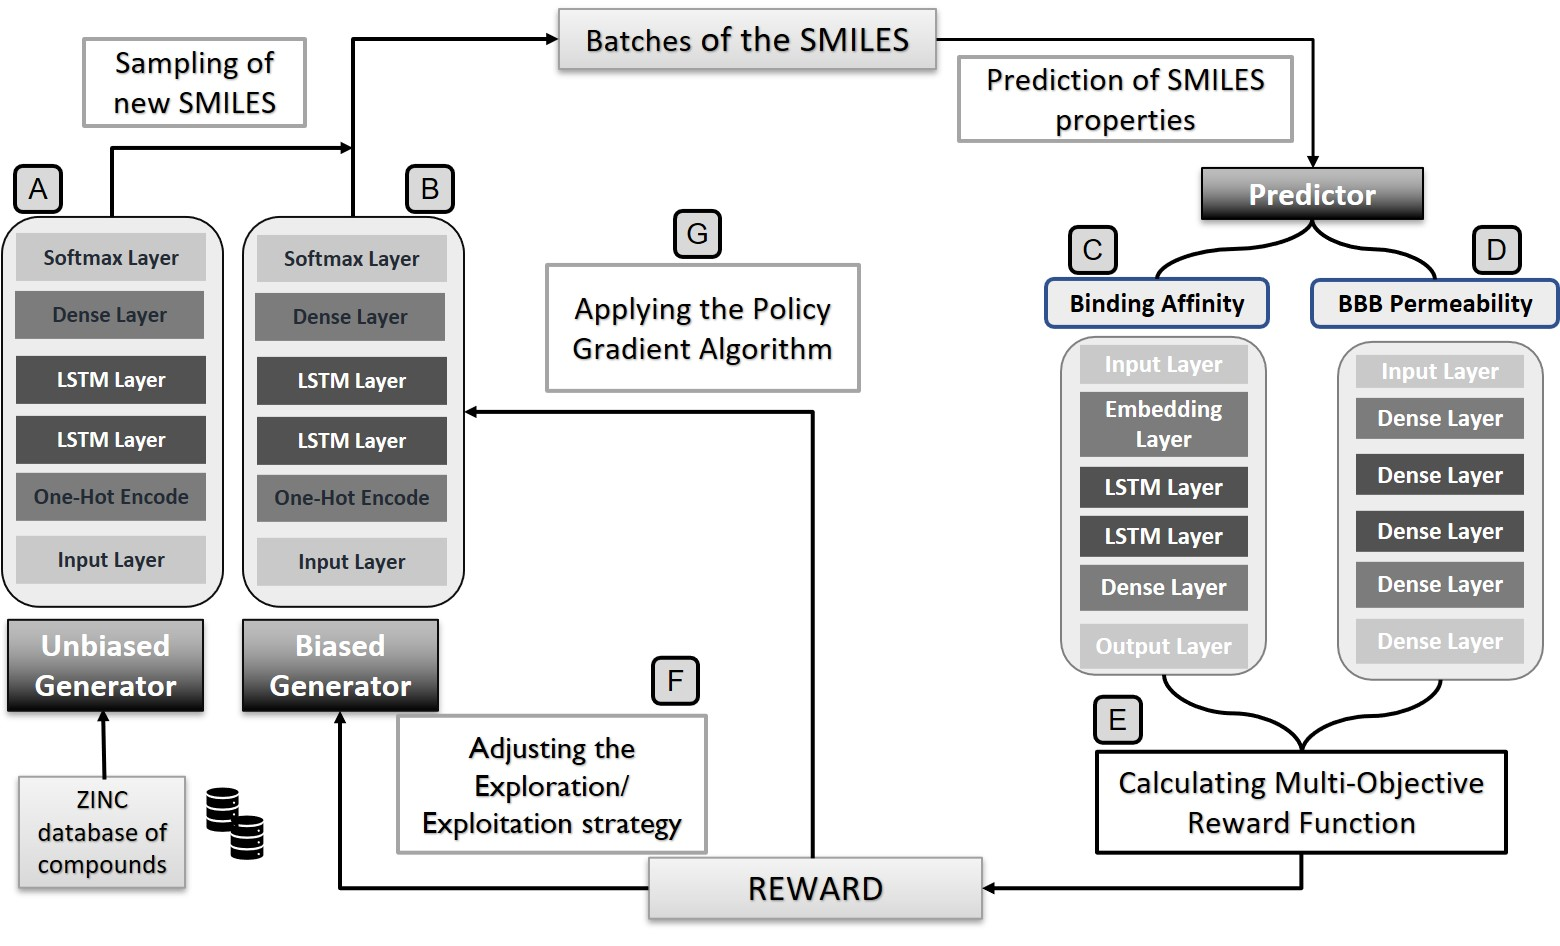 Batches of the SMILES
Sampling of
new SMILES
Prediction of SMILES
properties
A
B
Softmax Layer
Dense Layer
LSTM Layer
LSTM Layer
One-Hot Encode
Input Layer
Unbiased
Generator
ZINC
database of
compounds
Softmax Layer
Dense Layer
LSTM Layer
LSTM Layer
One-Hot Encode
Input Layer
Biased
Generator
G
Applying the Policy
Gradient Algorithm
F
Adjusting the
Exploration/
Exploitation strategy
Predictor
C
Binding Affinity
Input Layer
Embedding
Layer
LSTM Layer
LSTM Layer
Dense Layer
Output Layer
D
BBB Permeability
Input Layer
Dense Layer
Dense Layer
Dense Layer
Dense Layer
Dense Layer
E
Calculating Multi-Objective
Reward Function
REWARD